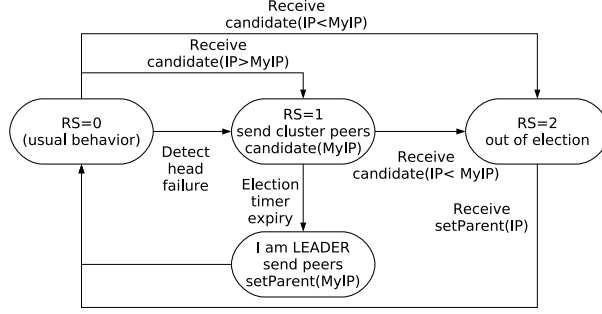 Receive
candidate(IP<MyIP)
Receive
candidate(IP>MyIP)
RS=0
(usual behavior)
RS=1
send cluster peers
candidate(MyIP)
RS=2
out of election
Detect
head
failure
Receive
candidate(IP< MyIP)
Election
timer
expiry
Receive
setParent(IP)
I am LEADER
send peers
setParent(MyIP)